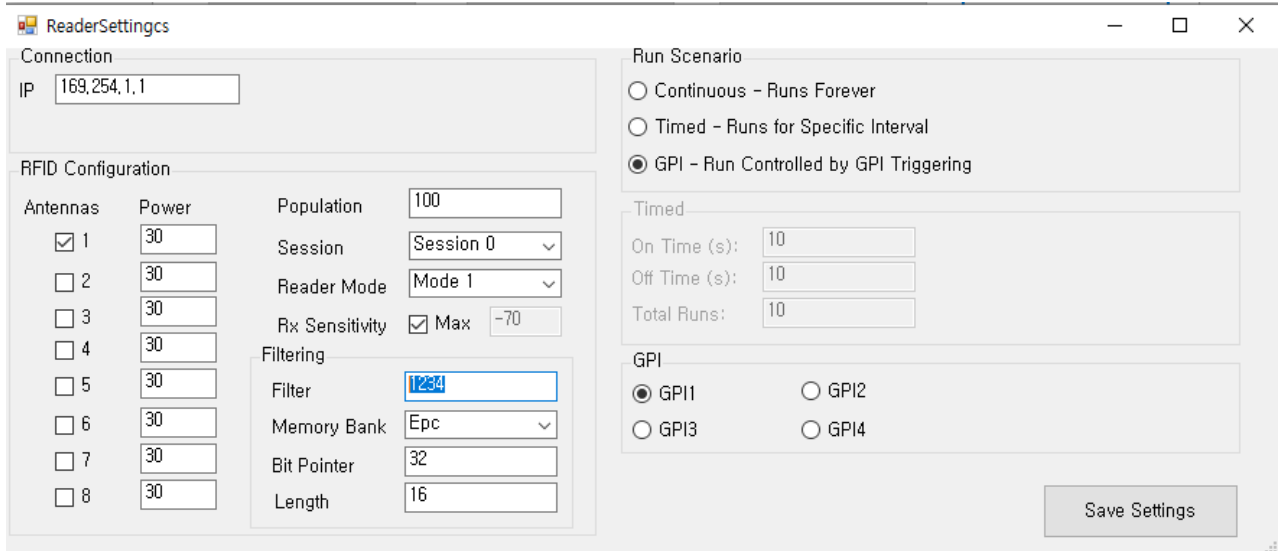 ReaderSettingcs
Connection
IP 169,254,1,1
RFID Configuration
Antennas Power
1 30
2 30
3 30
4 30
5 30
6 30
7 30
8 30
Population 100
Session Session 0
Reader Mode Mode 1
Rx Sensitivity Max -70
Filtering
Filter 1234
Memory Bank Epc
Bit Pointer 32
Length 16
Run Scenario
Continuous - Runs Forever
Timed - Runs for Specific Interval
GPI - Run Controlled by GPI Triggering
Timed
On Time (s): 10
Off Time (s): 10
Total Runs: 10
GPI
GPI1 GPI2
GPI3 GPI4
Save Settings